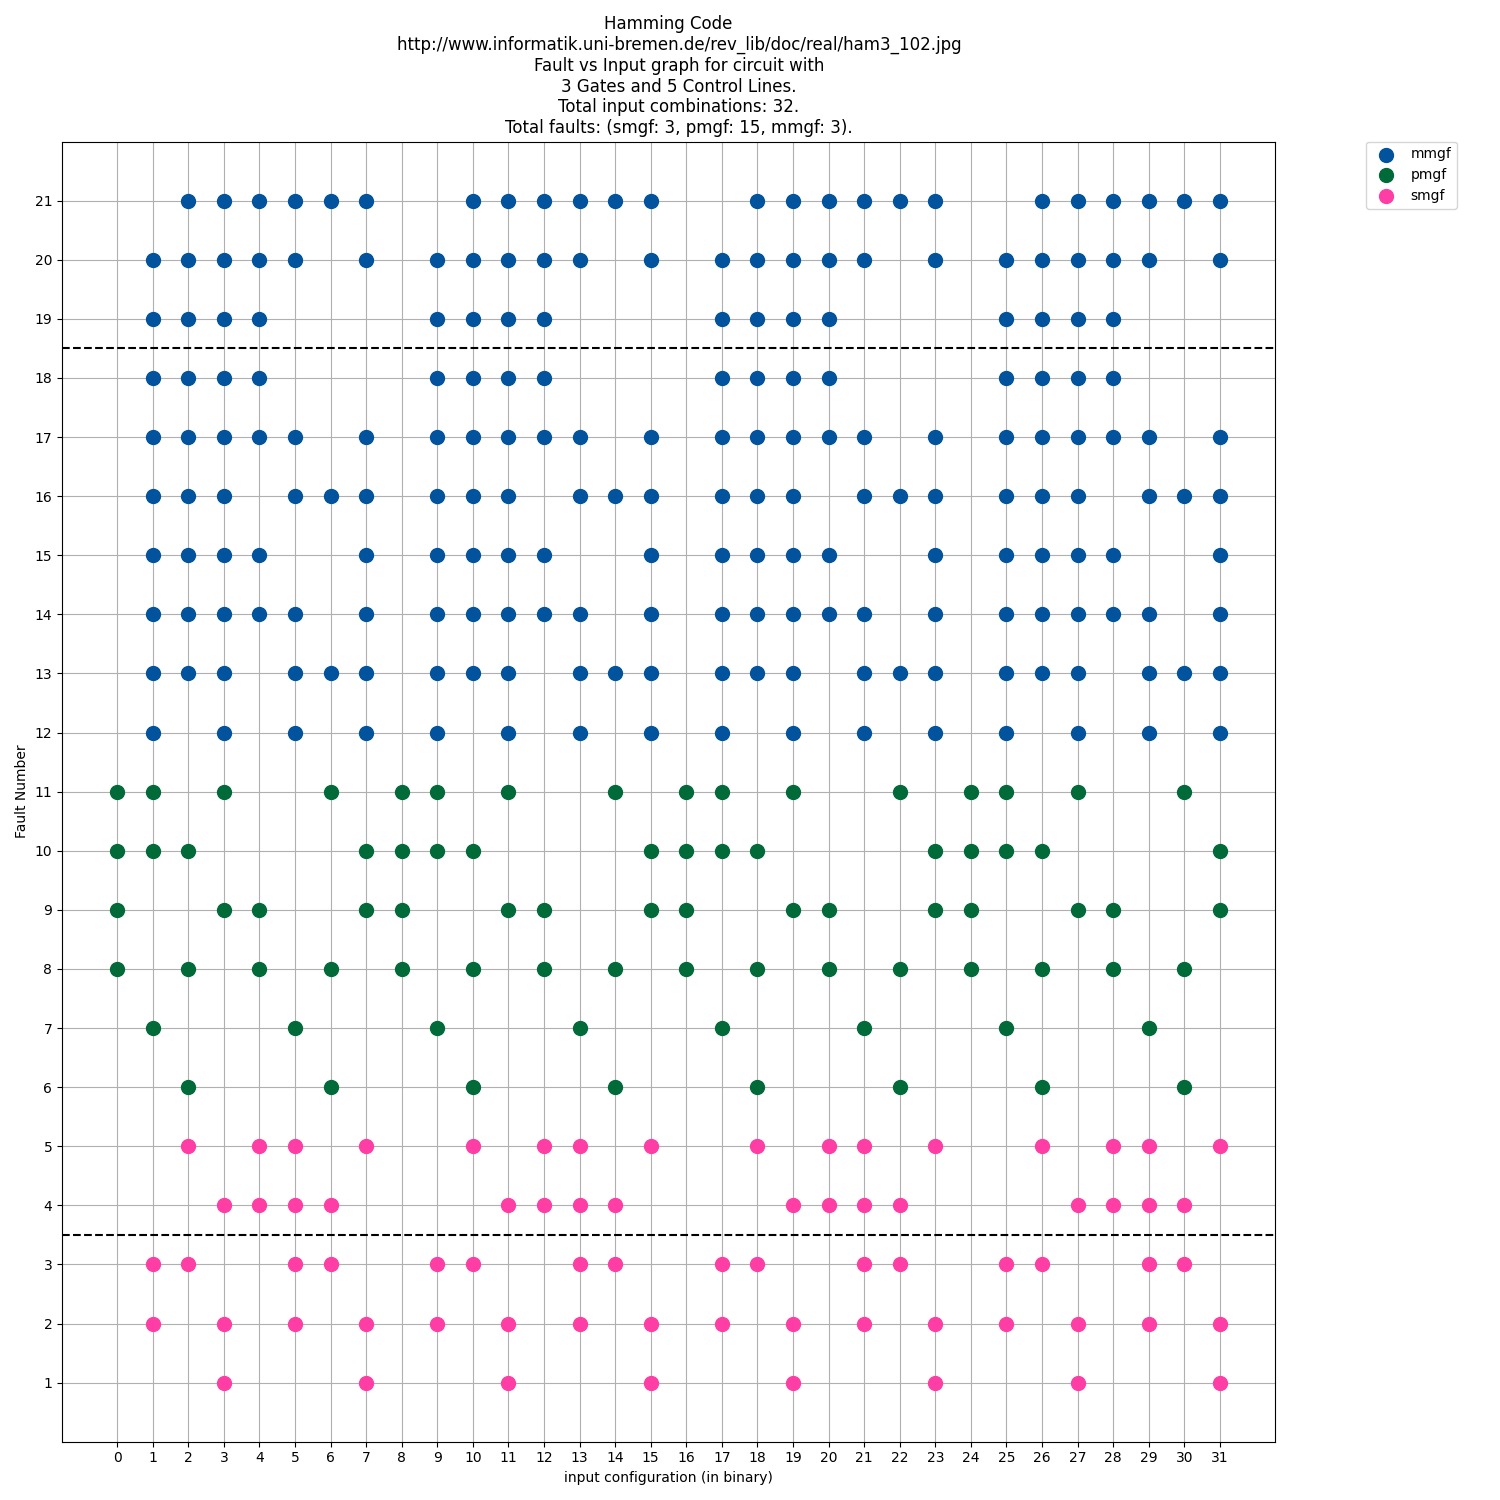 Hamming Code
http://www.informatik.uni-bremen.de/rev_lib/doc/real/ham3_102.jpg
Fault vs Input graph for circuit with
3 Gates and 5 Control Lines.
Total input combinations: 32.
Total faults: (smgf: 3, pmgf: 15, mmgf: 3).
mmgf
pmgf
smgf
Fault Number
21
20
19
18
17
16
15
14
13
12
11
10
9
8
7
6
5
4
3
2
1
0 1 2 3 4 5 6 7 8 9 10 11 12 13 14 15 16 17 18 19 20 21 22 23 24 25 26 27 28 29 30 31
input configuration (in binary)